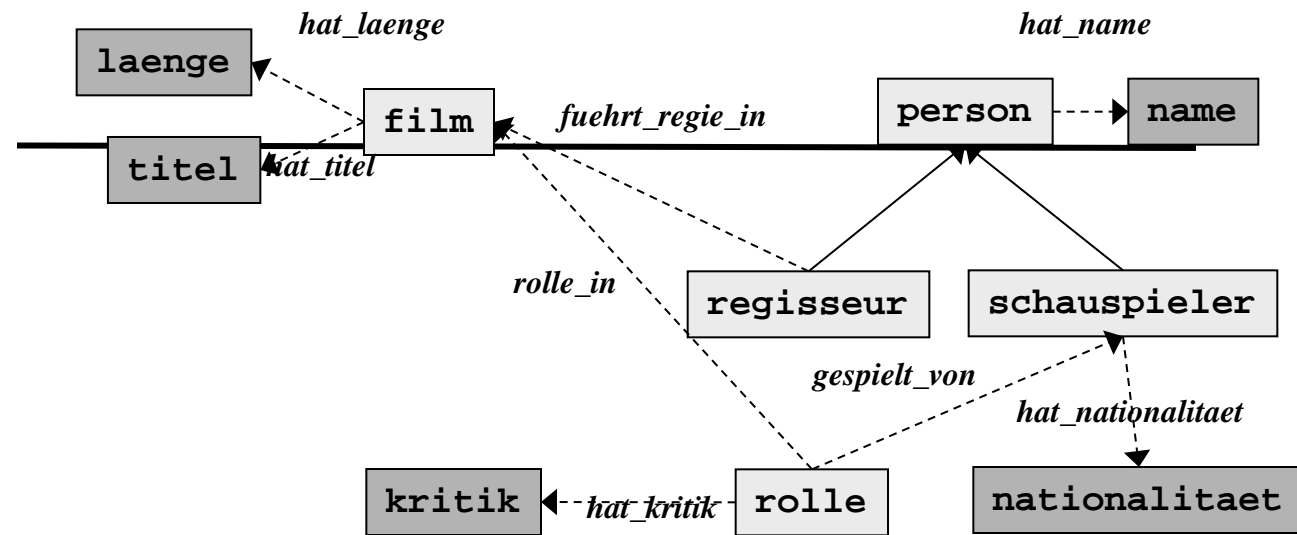 hat_laenge
hat_name
laenge
film
fuehrt_regie_in
person
name
titel
hat_titel
rolle_in
regisseur
schauspieler
gespielt_von
hat_nationalitaet
kritik
hat_kritik
rolle
nationalitaet